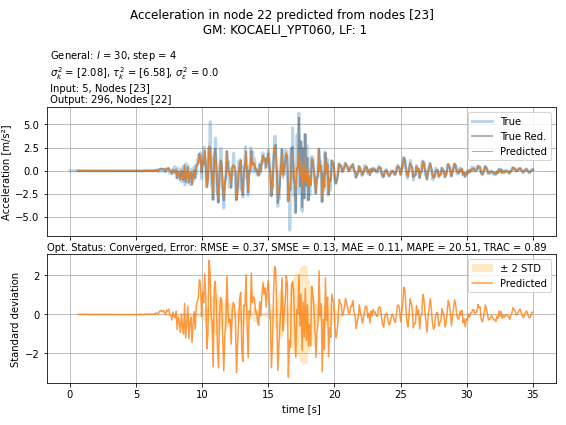 Acceleration in node 22 predicted from nodes [23]
GM: KOCAELI_YPT060, LF: 1
General: l = 30, step = 4
σ²ₖ = [2.08], τ²ₖ = [6.58], σ²ε = 0.0
Input: 5, Nodes [23]
Output: 296, Nodes [22]
Acceleration [m/s²]
5.0
2.5
0.0
−2.5
−5.0
True
True Red.
Predicted
Opt. Status: Converged, Error: RMSE = 0.37, SMSE = 0.13, MAE = 0.11, MAPE = 20.51, TRAC = 0.89
Standard deviation
2
0
−2
± 2 STD
Predicted
0 5 10 15 20 25 30 35
time [s]